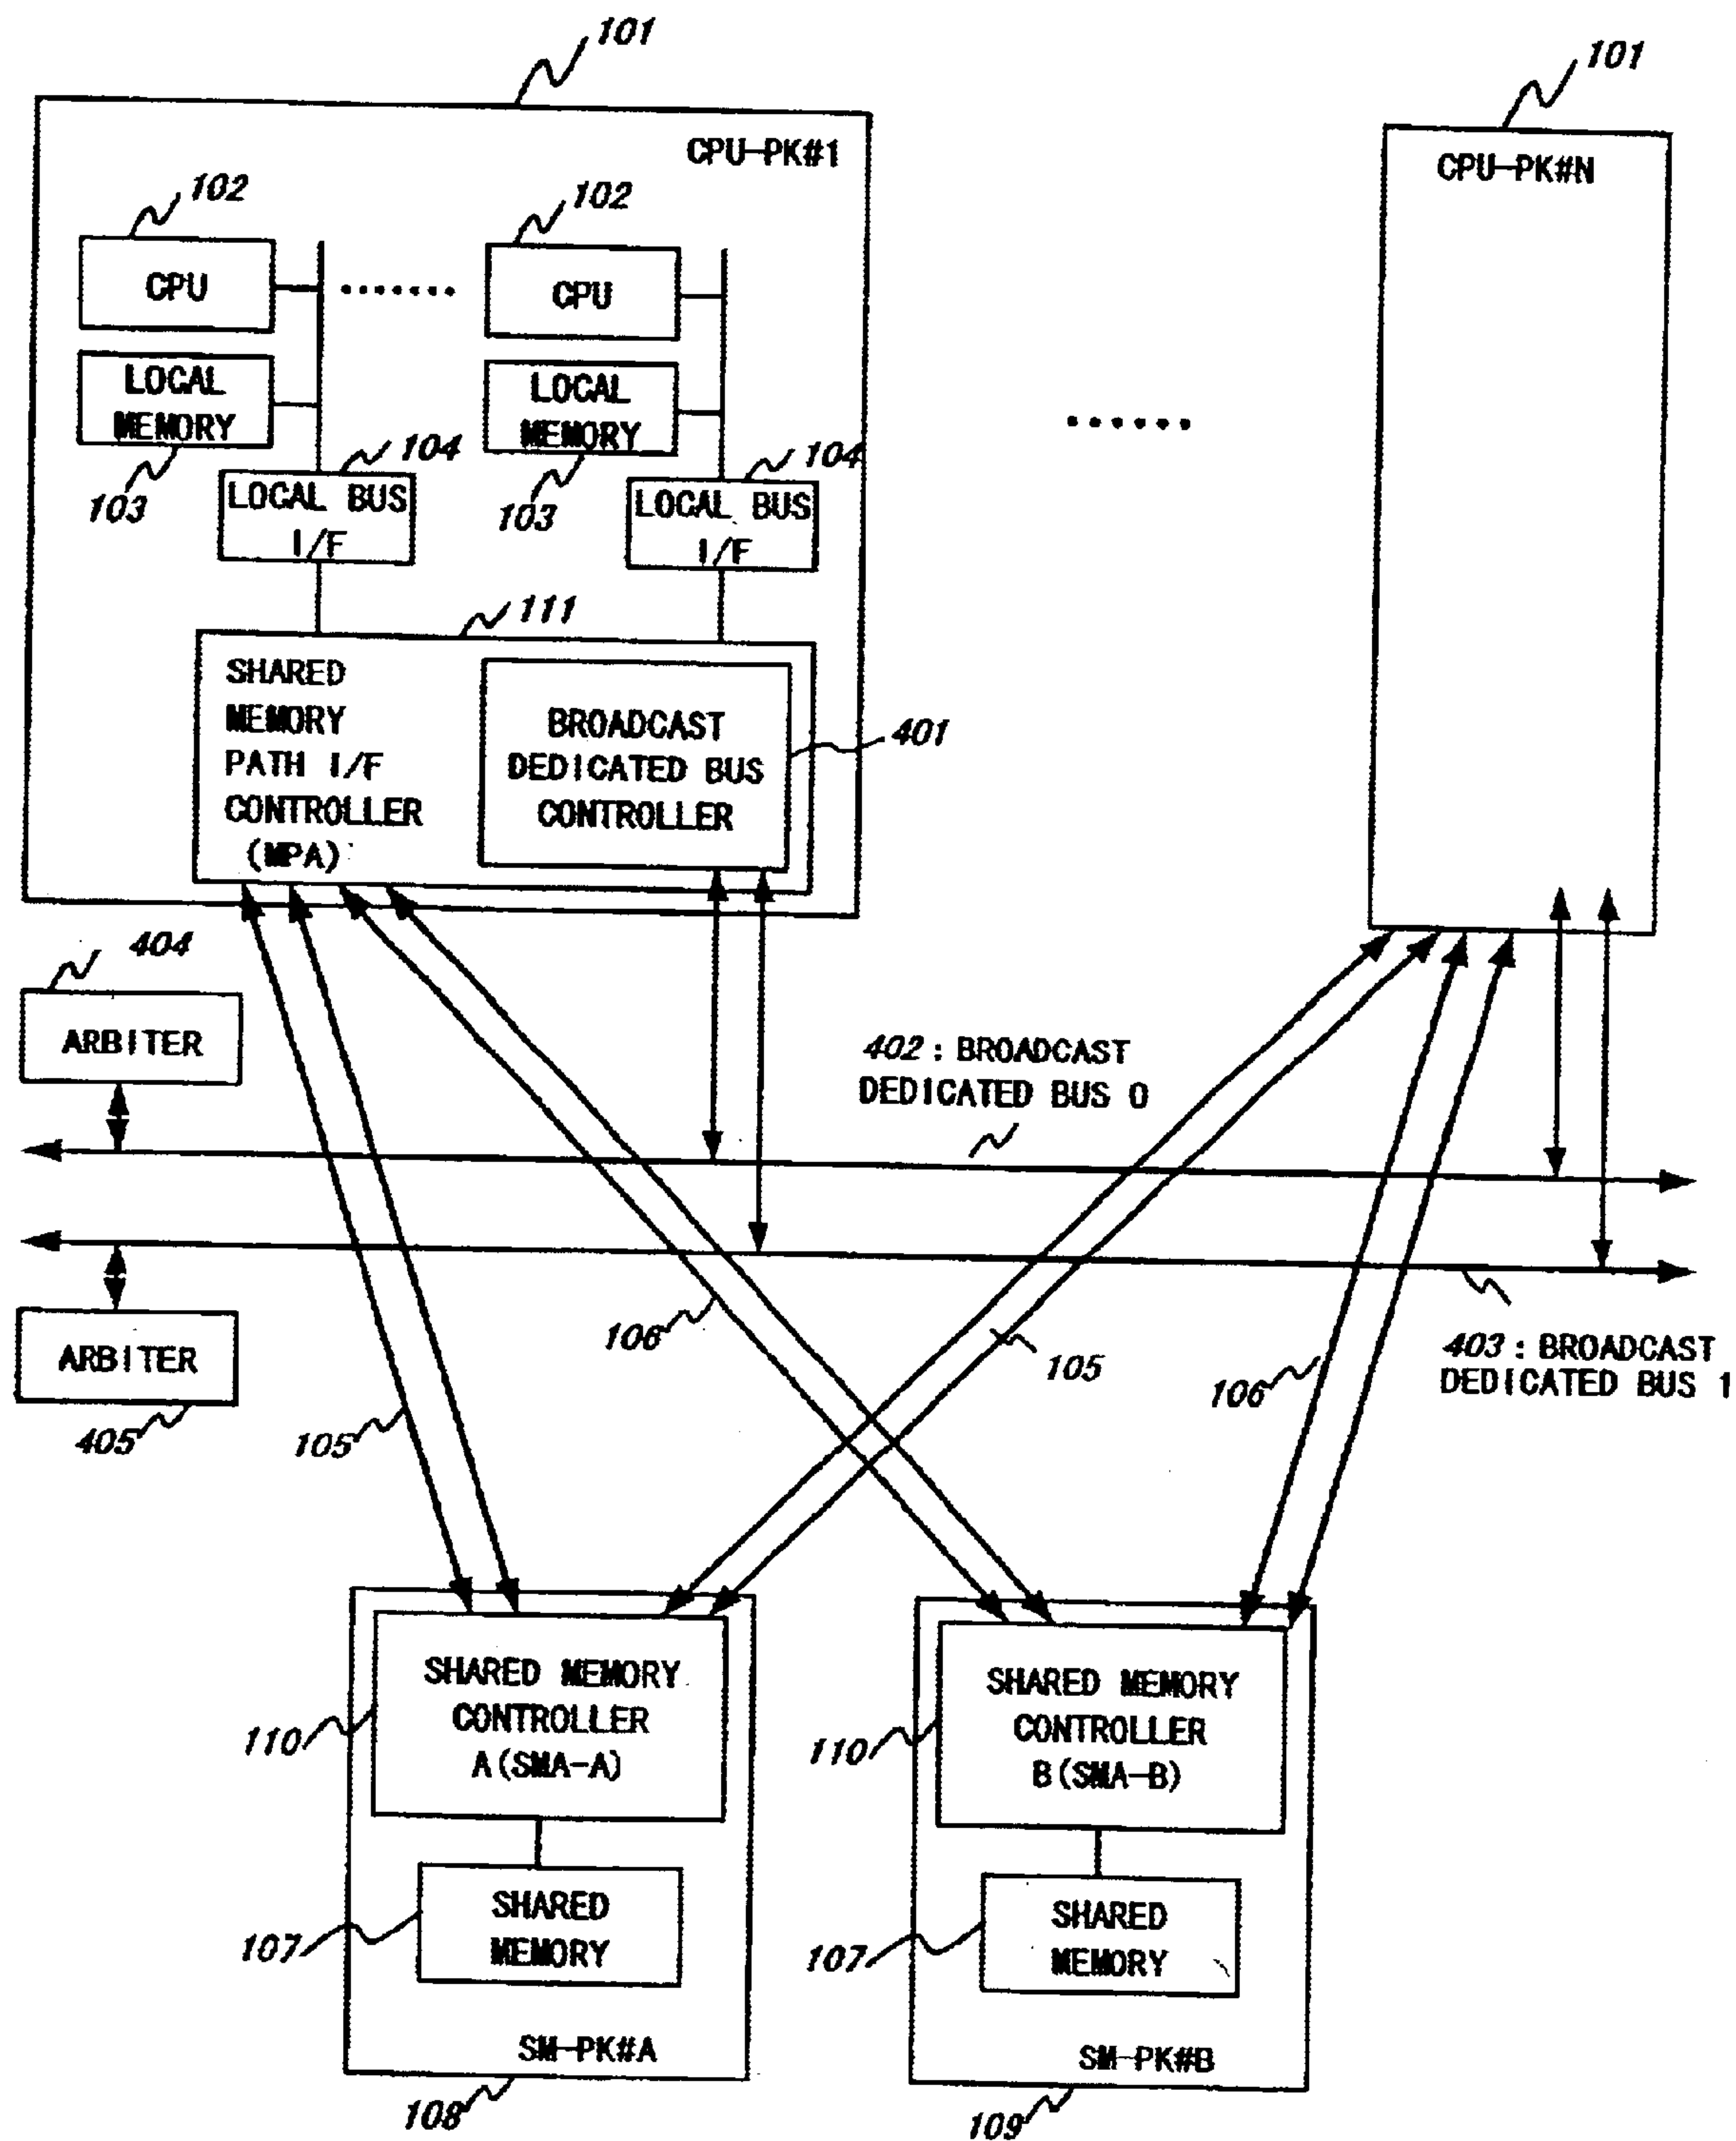 101
101
CPU-PK#1
CPU-PK#N
102
102
CPU
CPU
LOCAL
MEMORY
LOCAL
MEMORY
104
104
103
103
LOCAL BUS
I/F
LOCAL BUS
I/F
111
SHARED
MEMORY
PATH I/F
CONTROLLER
(MPA)
BROADCAST
DEDICATED BUS
CONTROLLER
401
404
ARBITER
402 : BROADCAST
DEDICATED BUS 0
ARBITER
405
105
106
105
106
403 : BROADCAST
DEDICATED BUS 1
SHARED MEMORY
CONTROLLER
A(SMA-A)
110
SHARED MEMORY
CONTROLLER
B(SMA-B)
110
SHARED
MEMORY
107
SHARED
MEMORY
107
SM-PK#A
SM-PK#B
108
109